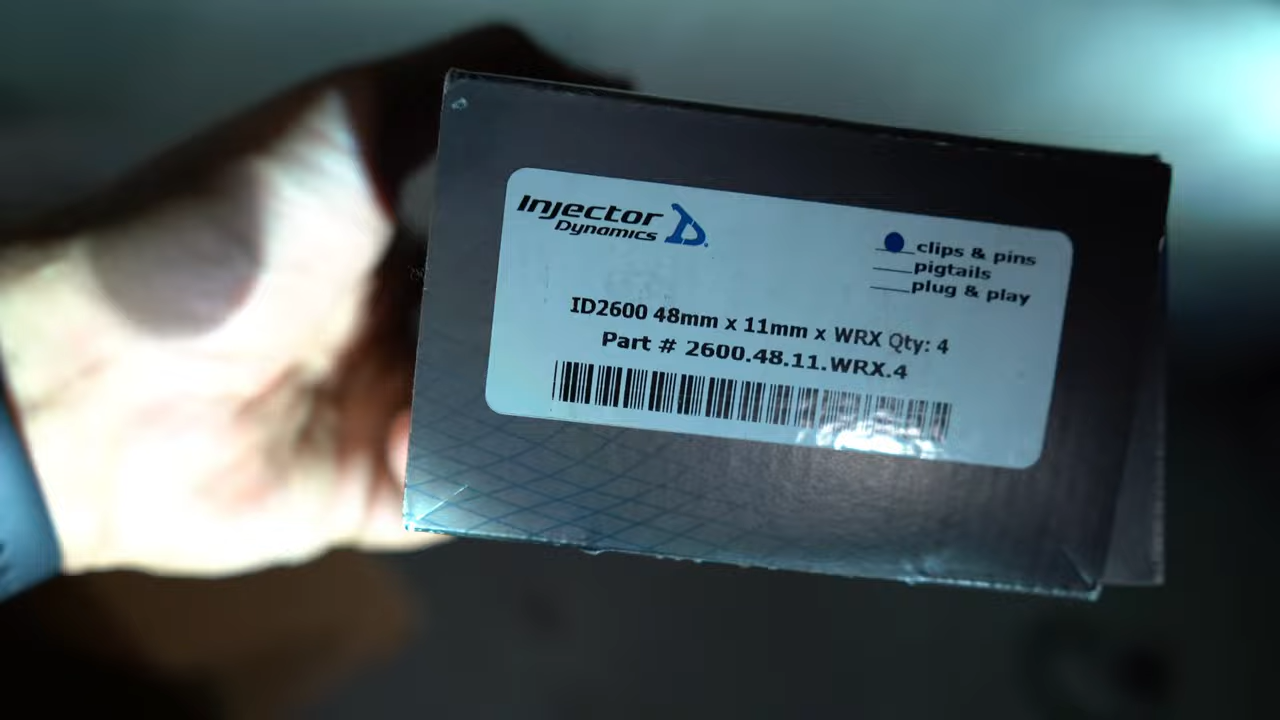 Injector
Dynamics
clips & pins
pigtails
plug & play
ID2600 48mm x 11mm x WRX Qty: 4
Part # 2600.48.11.WRX.4